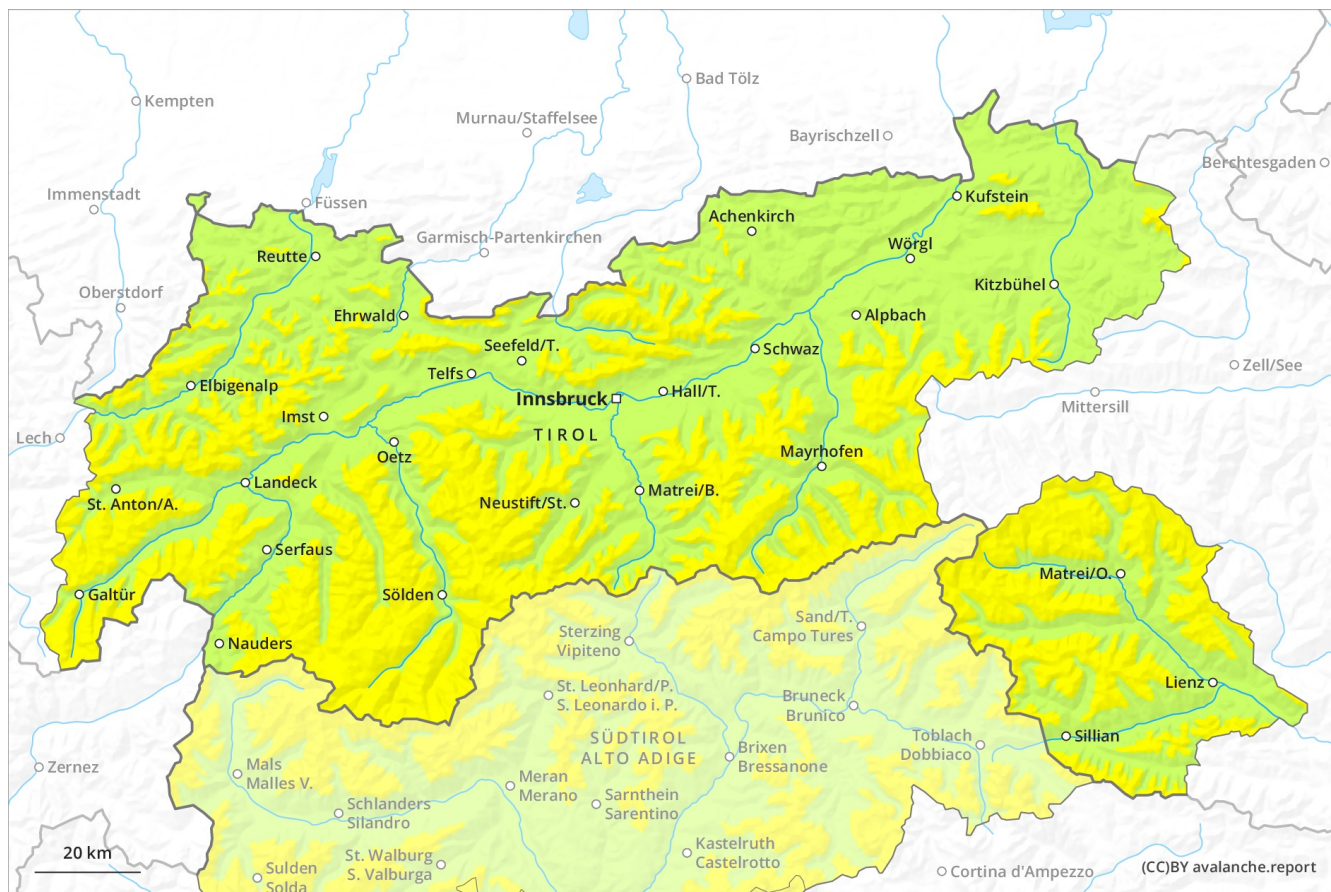 Bad Tölz
Kempten
Murnau/Staffelsee
Bayrischzell
Berchtesgaden
Immenstadt
Füssen
Kufstein
Achenkirch
Garmisch-Partenkirchen
Wörgl
Reutte
Oberstdorf
Kitzbühel
Ehrwald
Alpbach
Seefeld/T.
Schwaz
Zell/See
Telfs
Elbigenalp
Hall/T.
Innsbruck
Mittersill
Imst
Lech
TIROL
Oetz
Mayrhofen
Landeck
Matrei/B.
St. Anton/A.
Neustift/St.
Serfaus
Matrei/O.
Galtür
Sölden
Sand/T.
Campo Tures
Sterzing
Vipiteno
Nauders
Lienz
St. Leonhard/P.
S. Leonardo i. P.
Bruneck
Brunico
SÜDTIROL
ALTO ADIGE
Sillian
Toblach
Dobbiaco
Brixen
Bressanone
Zernez
Mals
Malles V.
Meran
Merano
Sarnthein
Sarentino
Schlanders
Silandro
20 km
St. Walburg
S. Valburga
Kastelruth
Castelrotto
Sulden
Solda
Cortina d'Ampezzo
(CC)BY avalanche.report